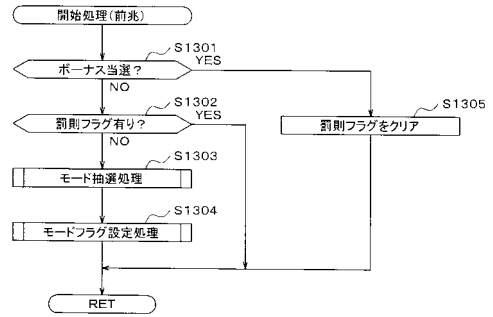 開始処理(前兆)
S1301
ボーナス当選？
YES
NO
S1302
罰則フラグ有り？
YES
NO
S1305
罰則フラグをクリア
S1303
モード抽選処理
S1304
モードフラグ設定処理
RET